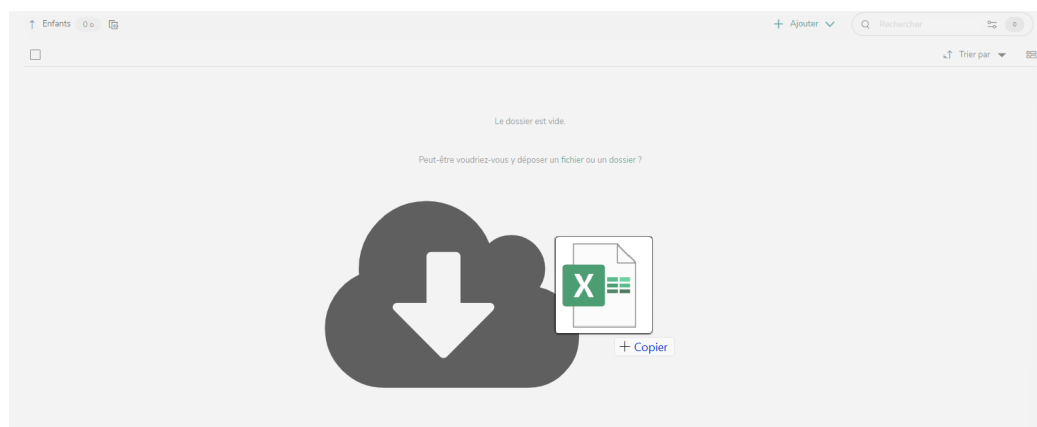 Enfants 0 o
+ Ajouter
Rechercher
0
Trier par
Le dossier est vide.
Peut-être voudriez-vous y déposer un fichier ou un dossier ?
X
+ Copier